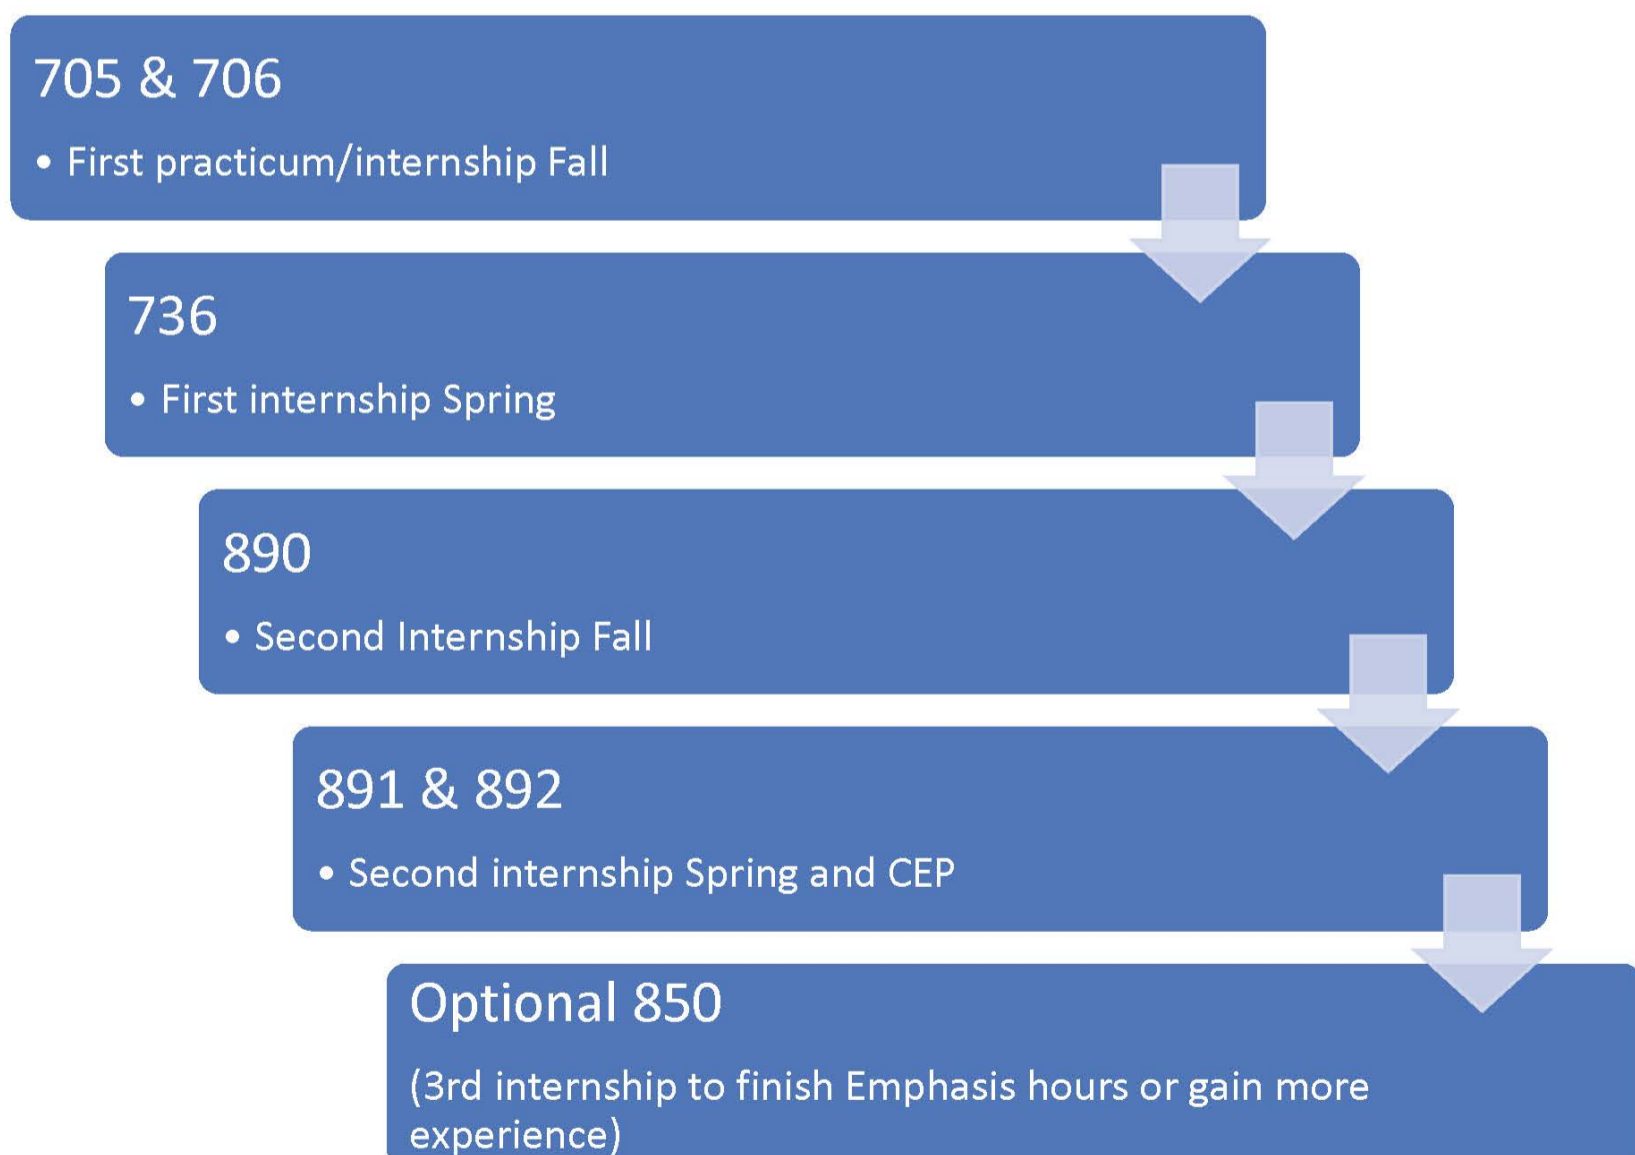 705 & 706
• First practicum/internship Fall
736
• First internship Spring
890
• Second Internship Fall
891 & 892
• Second internship Spring and CEP
Optional 850
(3rd internship to finish Emphasis hours or gain more
experience)